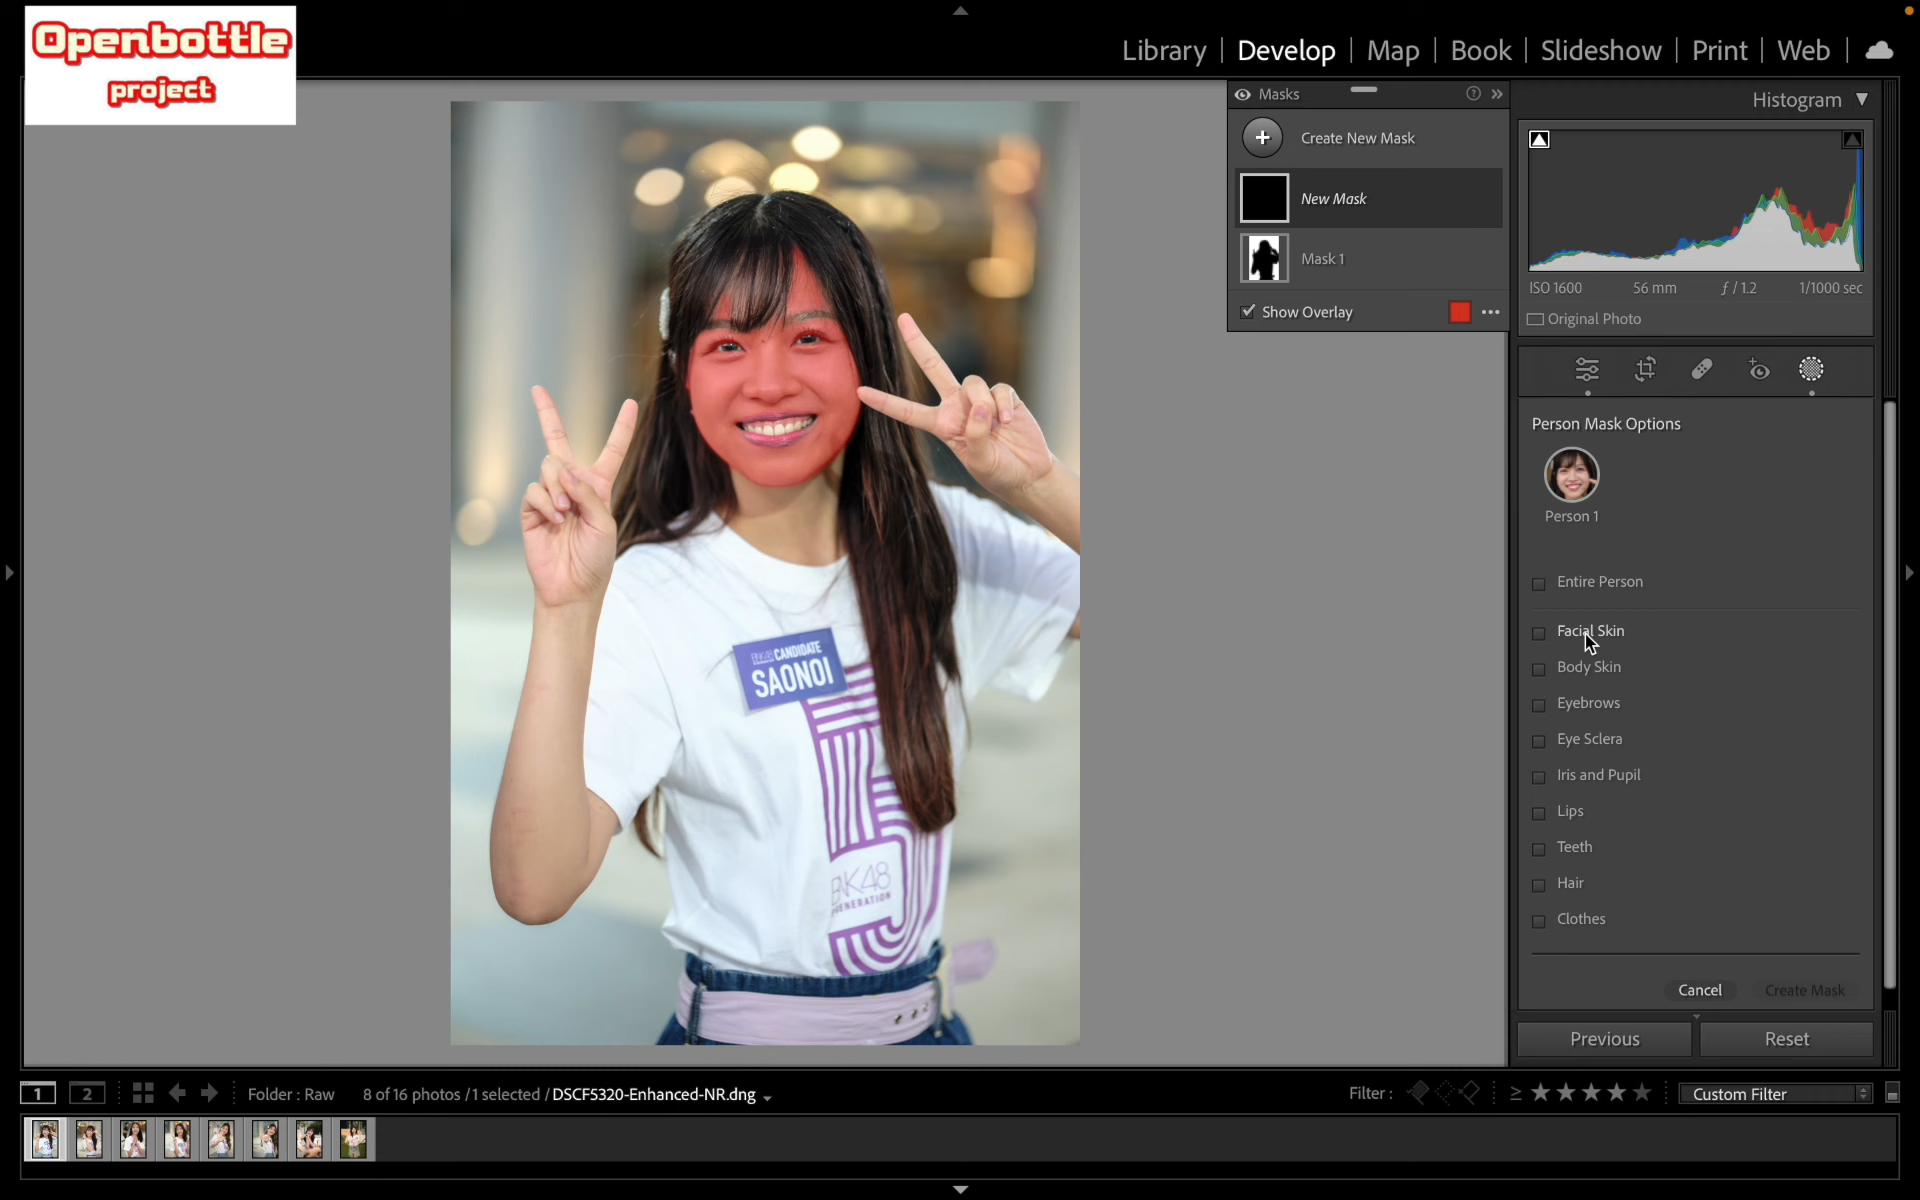 Openbottle
project
Library | Develop | Map | Book | Slideshow | Print | Web
Masks
Create New Mask
New Mask
Mask 1
Show Overlay
Histogram
ISO 1600 56 mm ƒ / 1.2 1/1000 sec
Original Photo
Person Mask Options
Person 1
Entire Person
Facial Skin
Body Skin
Eyebrows
Eye Sclera
Iris and Pupil
Lips
Teeth
Hair
Clothes
Cancel Create Mask
Previous Reset
BNK48 CANDIDATE
SAONOI
BNK48
GENERATION
1 2 Folder : Raw 8 of 16 photos / 1 selected / DSCF5320-Enhanced-NR.dng Filter : ≥ ★★★★★ Custom Filter